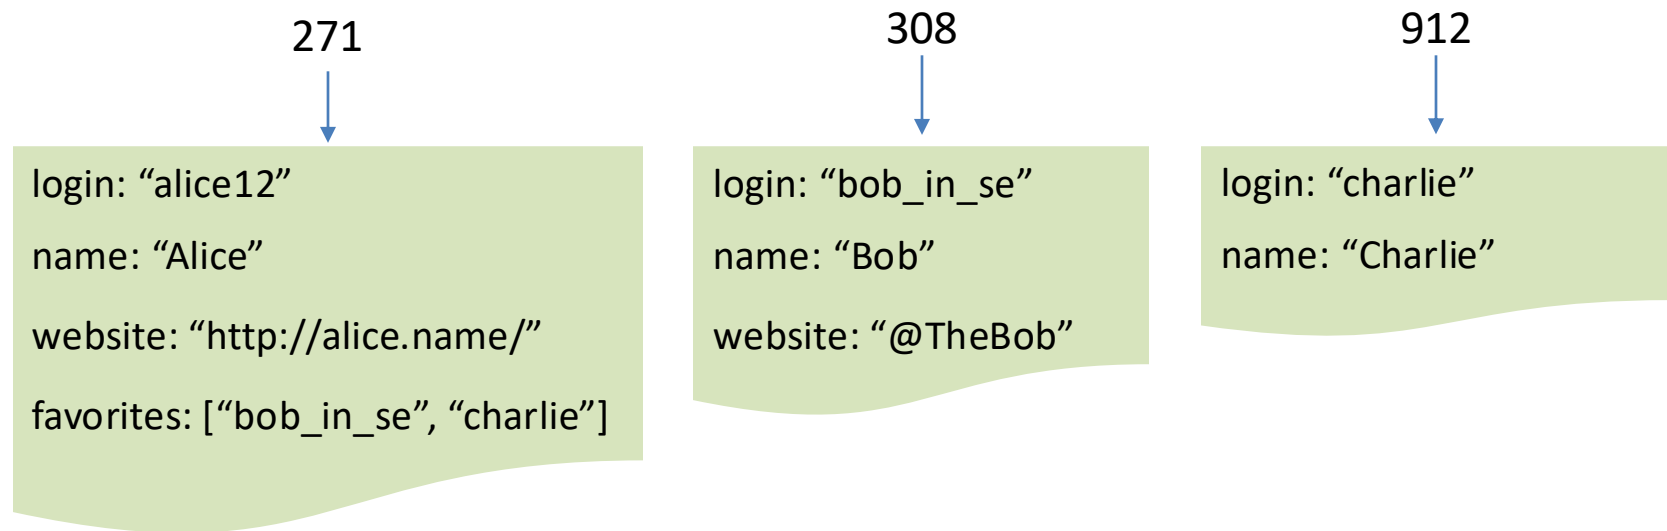 271
login: “alice12”
name: “Alice”
website: “http://alice.name/”
favorites: [“bob_in_se”, “charlie”]
308
login: “bob_in_se”
name: “Bob”
website: “@TheBob”
912
login: “charlie”
name: “Charlie”